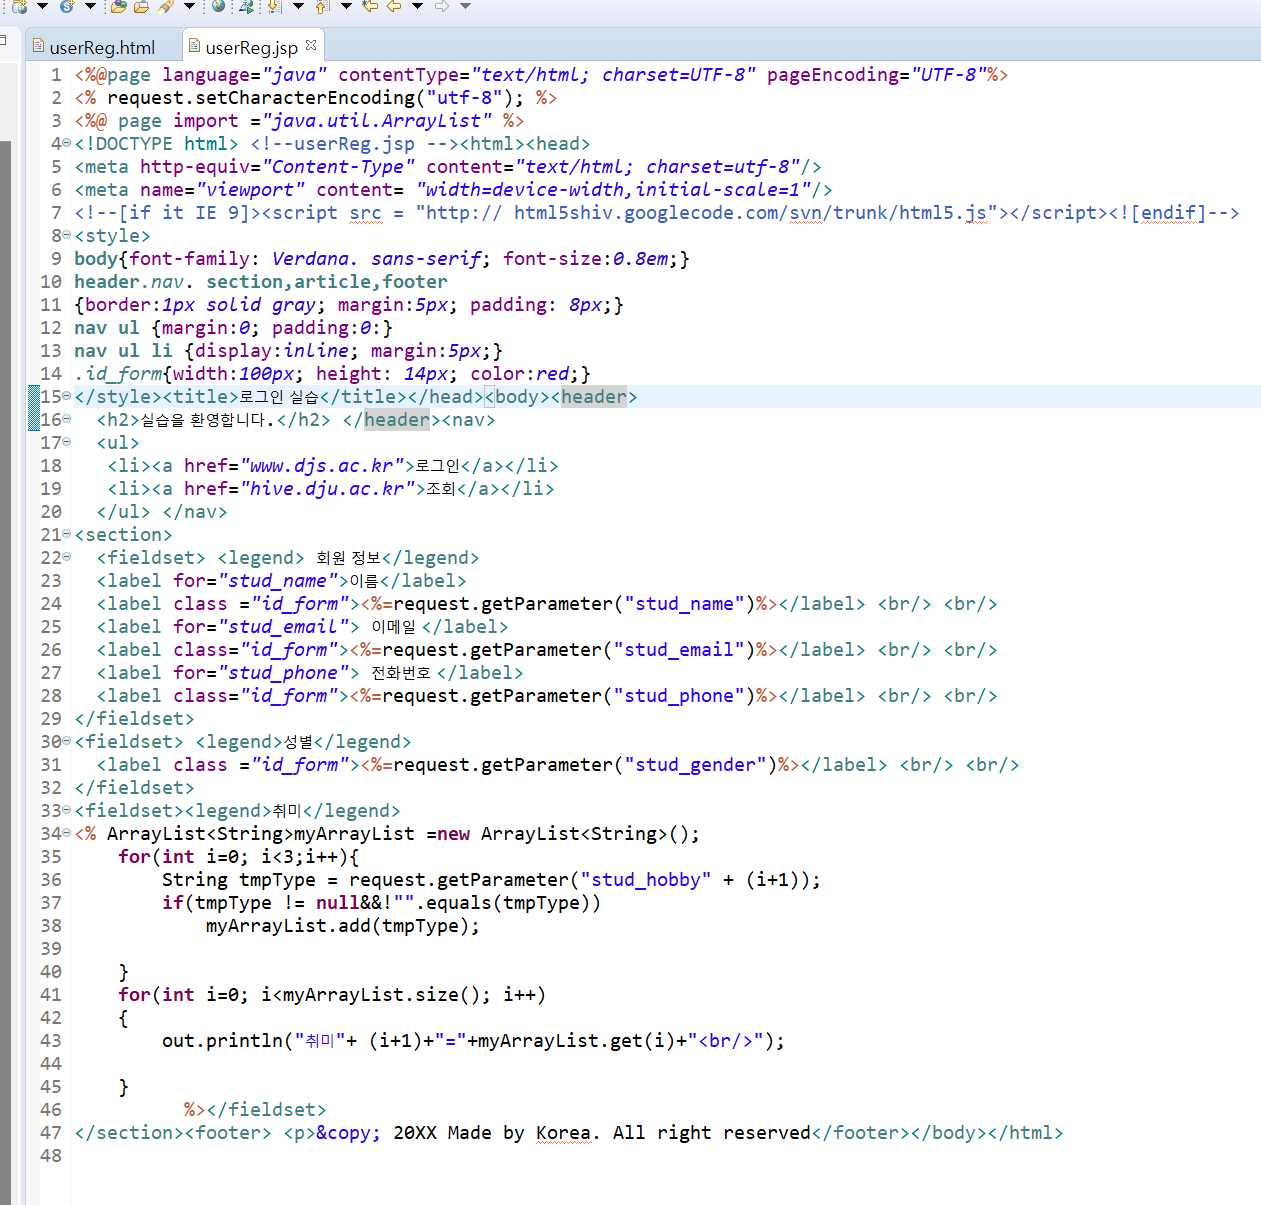 userReg.html userReg.jsp
1 <%@page language="java" contentType="text/html; charset=UTF-8" pageEncoding="UTF-8"%>
2 <% request.setCharacterEncoding("utf-8"); %>
3 <%@ page import ="java.util.ArrayList" %>
4 <!DOCTYPE html> <!--userReg.jsp --><html><head>
5 <meta http-equiv="Content-Type" content="text/html; charset=utf-8"/>
6 <meta name="viewport" content= "width=device-width,initial-scale=1"/>
7 <!--[if it IE 9]><script src = "http:// html5shiv.googlecode.com/svn/trunk/html5.js"></script><![endif]-->
8 <style>
9 body{font-family: Verdana. sans-serif; font-size:0.8em;}
10 header.nav. section,article,footer
11 {border:1px solid gray; margin:5px; padding: 8px;}
12 nav ul {margin:0; padding:0:}
13 nav ul li {display:inline; margin:5px;}
14 .id_form{width:100px; height: 14px; color:red;}
15 </style><title>로그인 실습</title></head><body><header>
16 <h2>실습을 환영합니다.</h2> </header><nav>
17 <ul>
18 <li><a href="www.djs.ac.kr">로그인</a></li>
19 <li><a href="hive.dju.ac.kr">조회</a></li>
20 </ul> </nav>
21 <section>
22 <fieldset> <legend> 회원 정보</legend>
23 <label for="stud_name">이름</label>
24 <label class ="id_form"><%=request.getParameter("stud_name")%></label> <br/> <br/>
25 <label for="stud_email"> 이메일 </label>
26 <label class="id_form"><%=request.getParameter("stud_email")%></label> <br/> <br/>
27 <label for="stud_phone"> 전화번호 </label>
28 <label class="id_form"><%=request.getParameter("stud_phone")%></label> <br/> <br/>
29 </fieldset>
30 <fieldset> <legend>성별</legend>
31 <label class ="id_form"><%=request.getParameter("stud_gender")%></label> <br/> <br/>
32 </fieldset>
33 <fieldset><legend>취미</legend>
34 <% ArrayList<String>myArrayList =new ArrayList<String>();
35 for(int i=0; i<3;i++){
36 String tmpType = request.getParameter("stud_hobby" + (i+1));
37 if(tmpType != null&&!"".equals(tmpType))
38 myArrayList.add(tmpType);
39
40 }
41 for(int i=0; i<myArrayList.size(); i++)
42 {
43 out.println("취미"+ (i+1)+"="+myArrayList.get(i)+"<br/>");
44
45 }
46 %></fieldset>
47 </section><footer> <p>&copy; 20XX Made by Korea. All right reserved</footer></body></html>
48